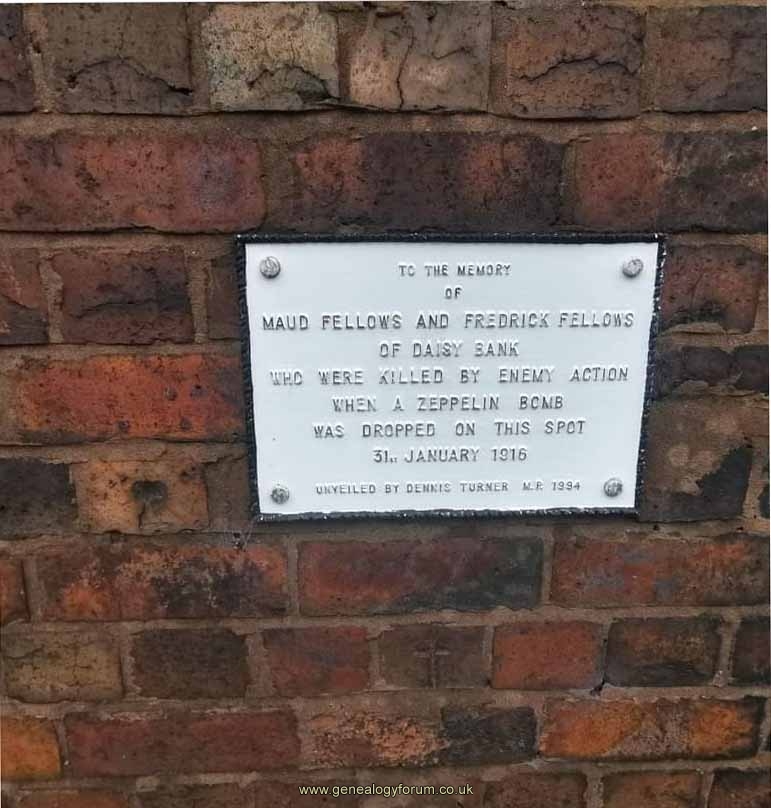 TO THE MEMORY
OF
MAUD FELLOWS AND FREDRICK FELLOWS
OF DAISY BANK
WHO WERE KILLED BY ENEMY ACTION
WHEN A ZEPPELIN BOMB
WAS DROPPED ON THIS SPOT
31ST JANUARY 1916
UNVEILED BY DENNIS TURNER M.P. 1994
www.genealogyforum.co.uk